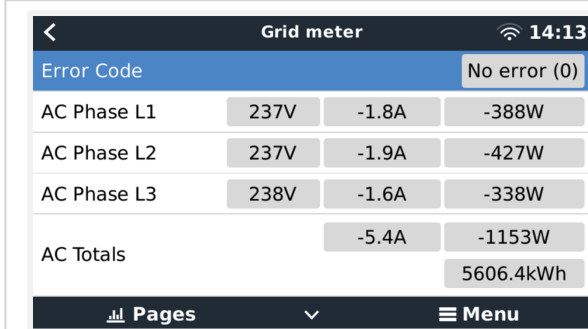 Grid meter 14:13
Error Code No error (0)
AC Phase L1 237V -1.8A -388W
AC Phase L2 237V -1.9A -427W
AC Phase L3 238V -1.6A -338W
AC Totals -5.4A -1153W
5606.4kWh
Pages Menu